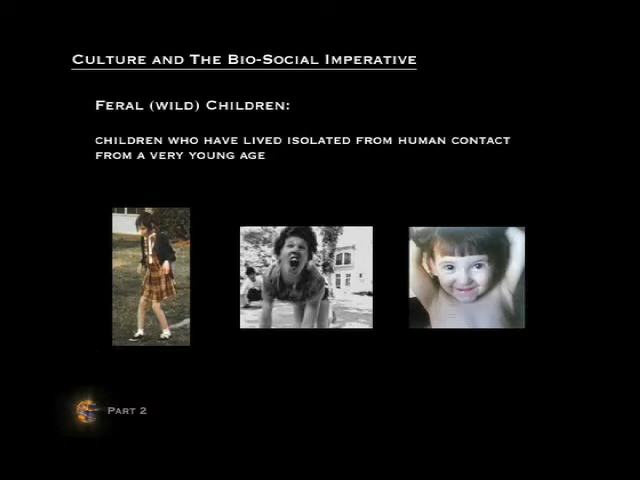 Culture and The Bio-Social Imperative
Feral (wild) Children:
children who have lived isolated from human contact
from a very young age
Part 2